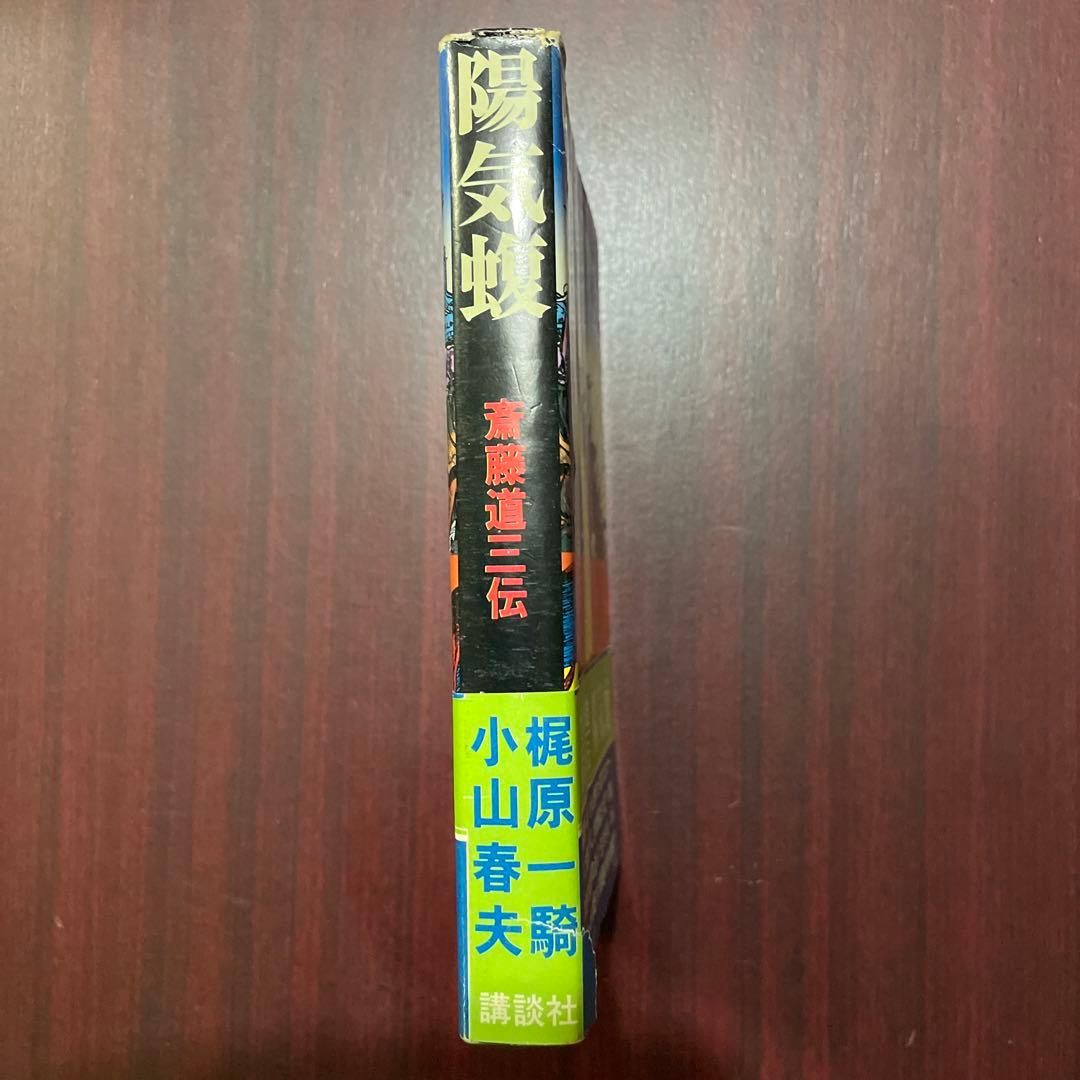 陽気蝮
斎藤道三伝
梶原一騎
小山春夫
講談社